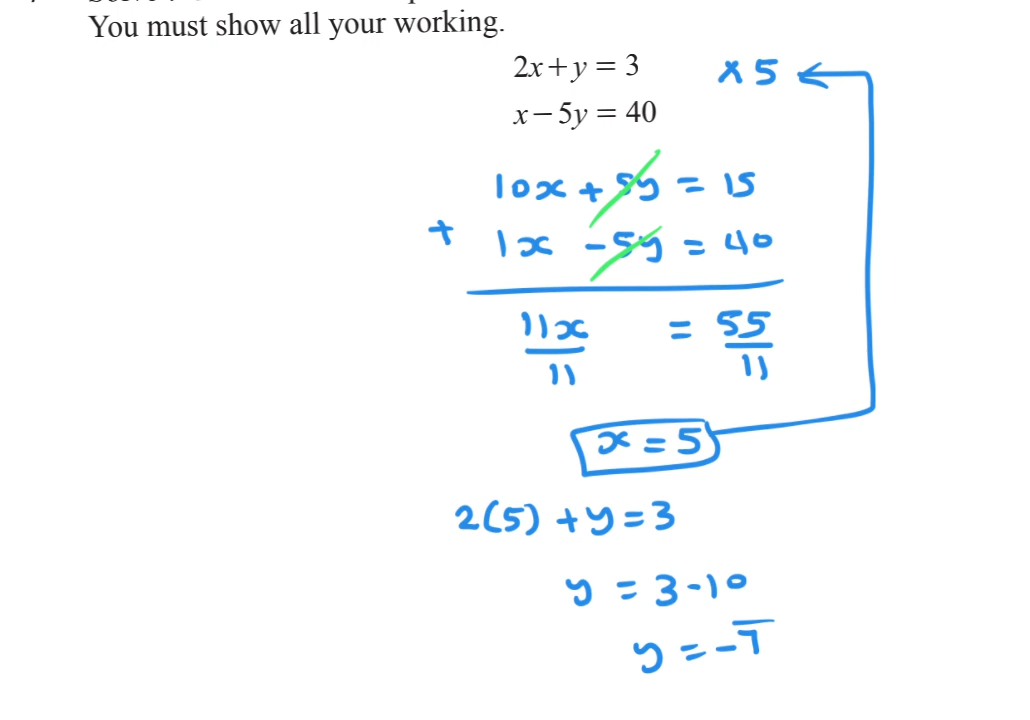 You must show all your working.
2x + y = 3 × 5
x − 5y = 40
10x + 5y = 15
+ 1x − 5y = 40
11x = 55
11 11
x = 5
2(5) + y = 3
y = 3 - 10
y = -7